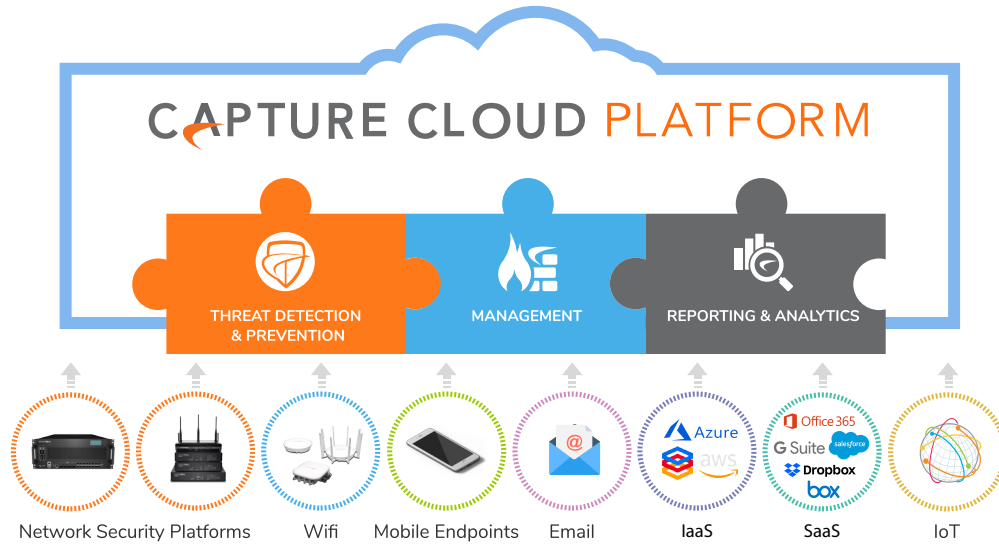 CAPTURE CLOUD PLATFORM
THREAT DETECTION
& PREVENTION
MANAGEMENT
REPORTING & ANALYTICS
@
Azure
aws
Office 365
G Suite
salesforce
Dropbox
box
Network Security Platforms
Wifi
Mobile Endpoints
Email
IaaS
SaaS
IoT